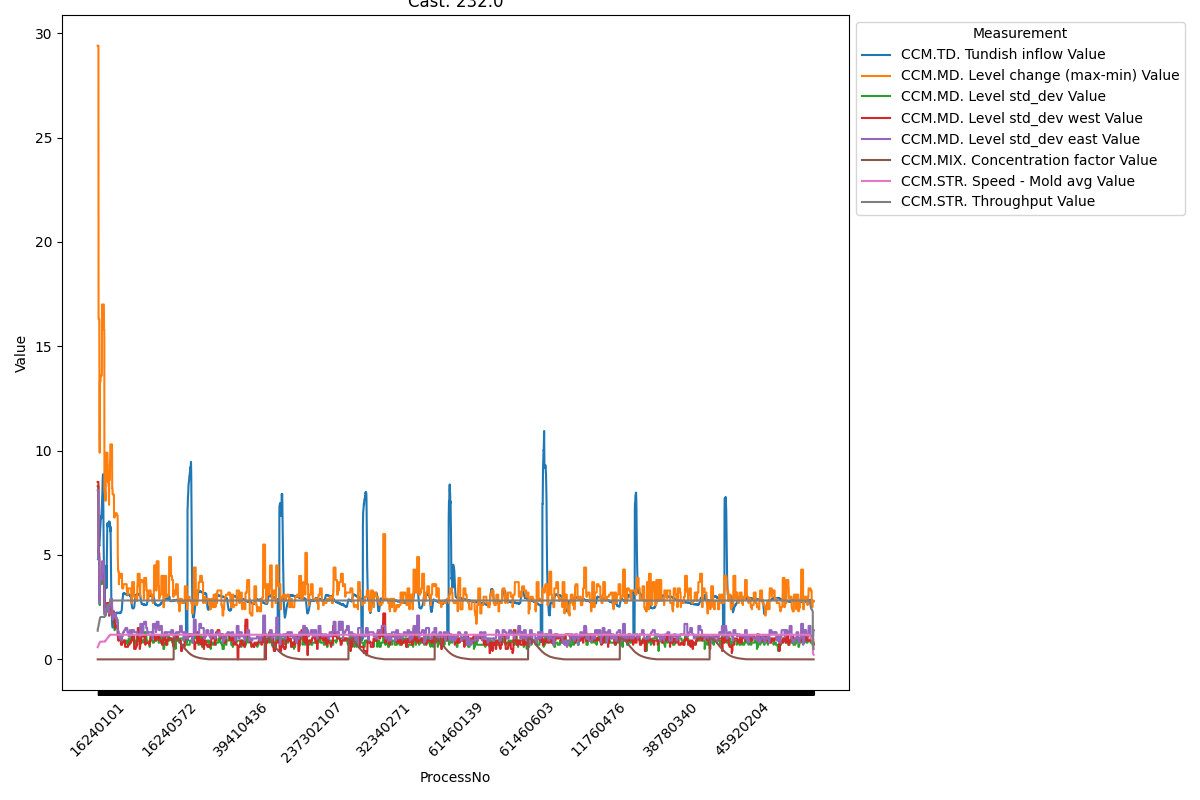 Cast: 232.0
Measurement
CCM.TD. Tundish inflow Value
CCM.MD. Level change (max-min) Value
CCM.MD. Level std_dev Value
CCM.MD. Level std_dev west Value
CCM.MD. Level std_dev east Value
CCM.MIX. Concentration factor Value
CCM.STR. Speed - Mold avg Value
CCM.STR. Throughput Value
Value
30
25
20
15
10
5
0
16240101
16240572
39410436
237302107
32340271
61460139
61460603
11760476
38780340
45920204
ProcessNo